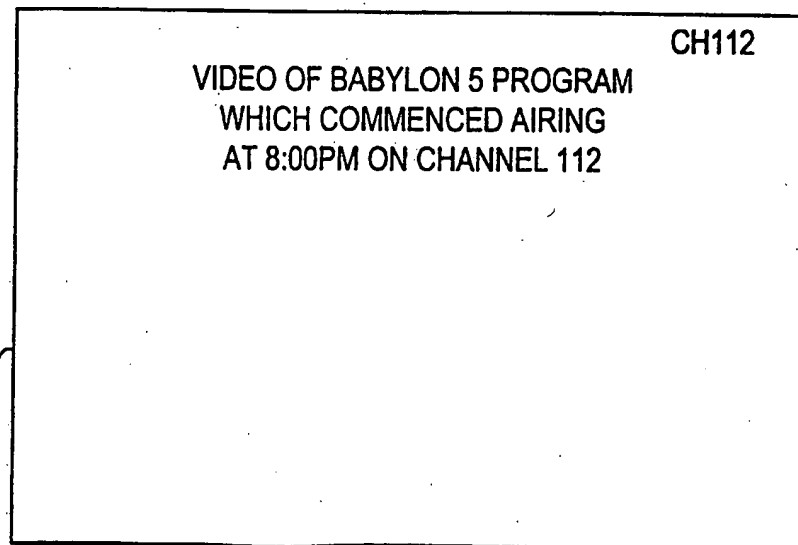 CH112
VIDEO OF BABYLON 5 PROGRAM
WHICH COMMENCED AIRING
AT 8:00PM ON CHANNEL 112